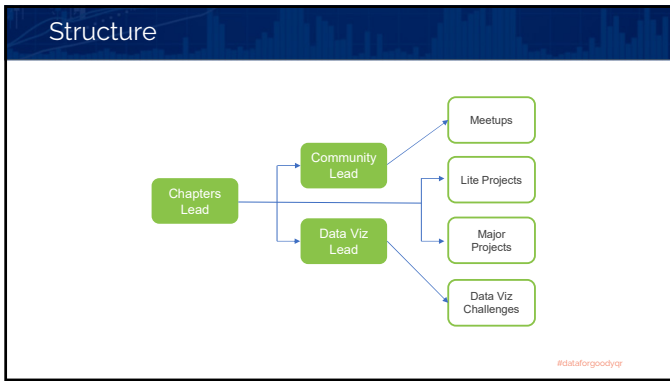 Structure
Meetups
Community
Lead
Lite Projects
Chapters
Lead
Data Viz
Lead
Major
Projects
Data Viz
Challenges
#dataforgoodyqr